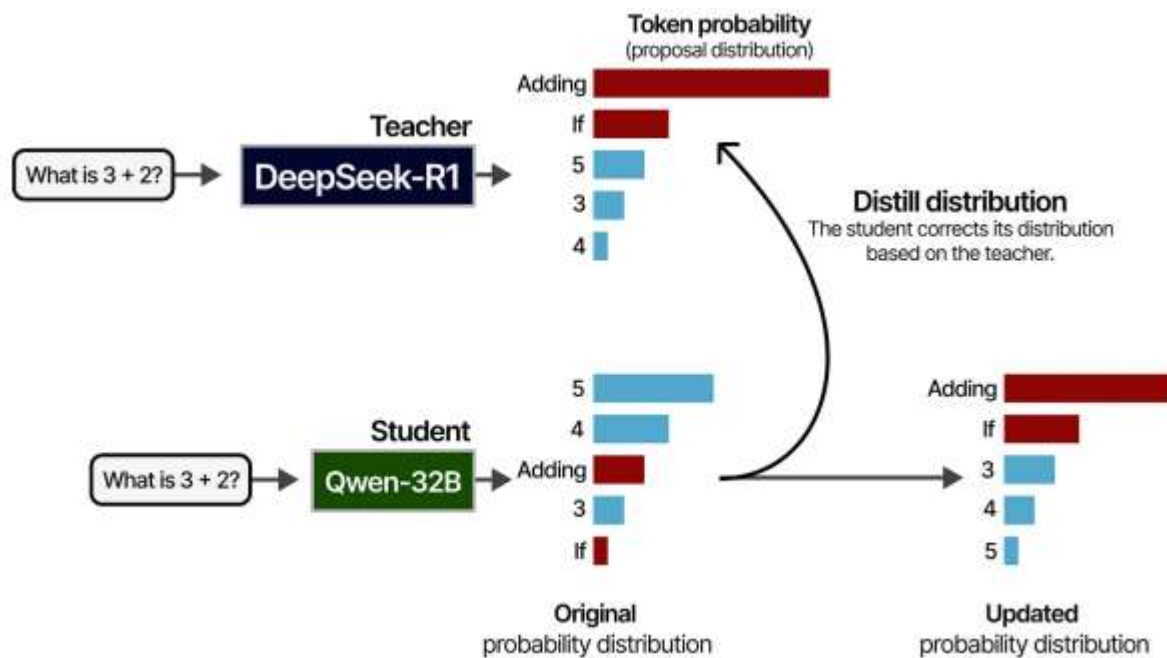 Token probability
(proposal distribution)
Adding
If
5
3
4
Teacher
What is 3 + 2?
DeepSeek-R1
Distill distribution
The student corrects its distribution
based on the teacher.
5
4
Adding
3
If
Student
What is 3 + 2?
Qwen-32B
Adding
If
3
4
5
Original
probability distribution
Updated
probability distribution